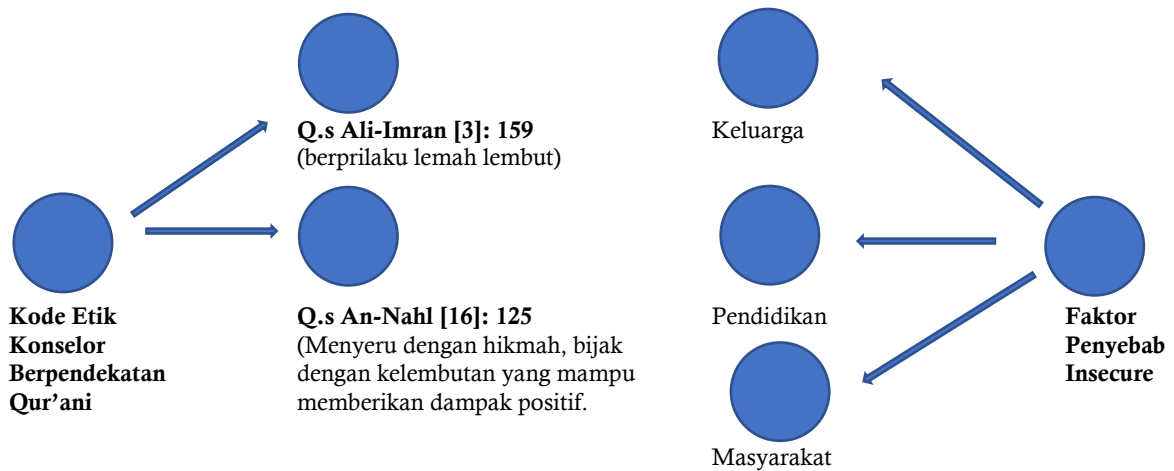 Kode Etik
Konselor
Berpendekatan
Qur’ani
Q.s Ali-Imran [3]: 159
(berprilaku lemah lembut)
Q.s An-Nahl [16]: 125
(Menyeru dengan hikmah, bijak
dengan kelembutan yang mampu
memberikan dampak positif.
Keluarga
Pendidikan
Masyarakat
Faktor
Penyebab
Insecure